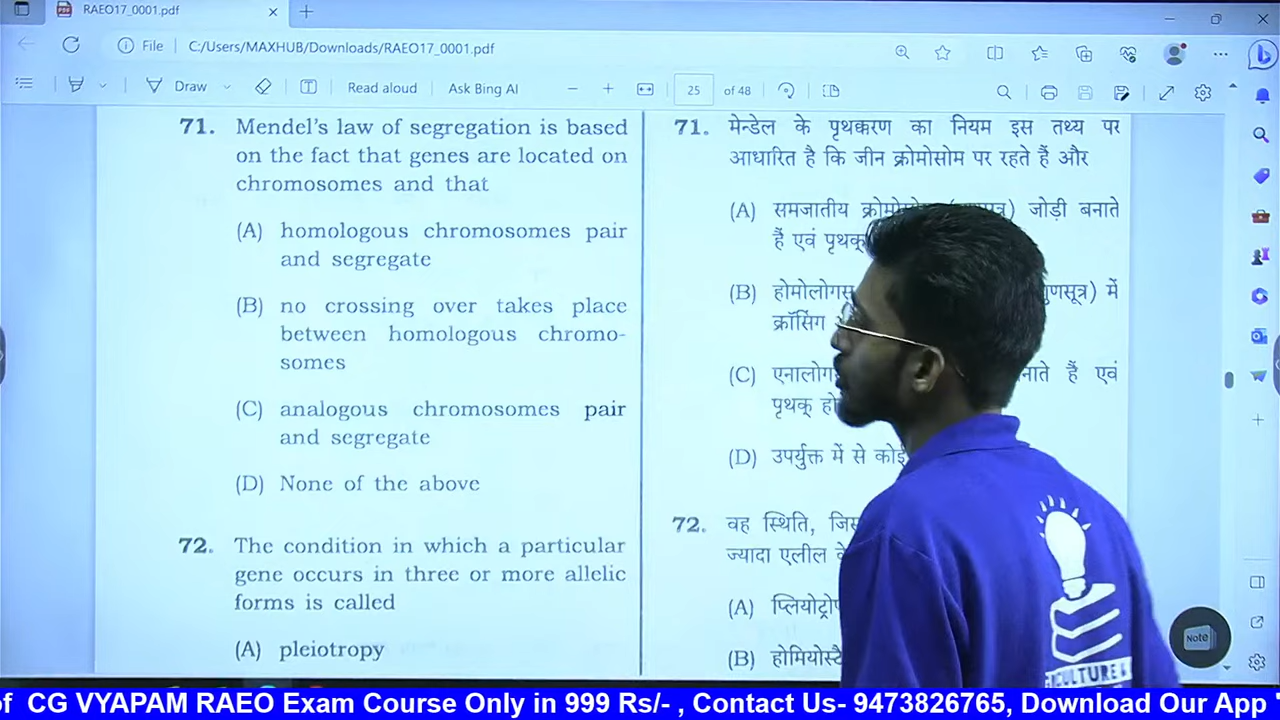 RAEO17_0001.pdf
File C:/Users/MAXHUB/Downloads/RAEO17_0001.pdf
Draw Read aloud Ask Bing AI 25 of 48
71. Mendel's law of segregation is based
on the fact that genes are located on
chromosomes and that
(A) homologous chromosomes pair
and segregate
(B) no crossing over takes place
between homologous chromo-
somes
(C) analogous chromosomes pair
and segregate
(D) None of the above
72. The condition in which a particular
gene occurs in three or more allelic
forms is called
(A) pleiotropy
71. मेन्डेल के पृथक्करण का नियम इस तथ्य पर
आधारित है कि जीन क्रोमोसोम पर रहते हैं और
(A) समजातीय जोड़ी बनाते
हैं एवं
(B) में
क्रॉसिंग
(C) हैं एवं
पृथक्
(D) उपर्युक्त में से
72. वह स्थिति,
ज्यादा एलील
(A)
(B)
Note
of CG VYAPAM RAEO Exam Course Only in 999 Rs/- , Contact Us- 9473826765, Download Our App